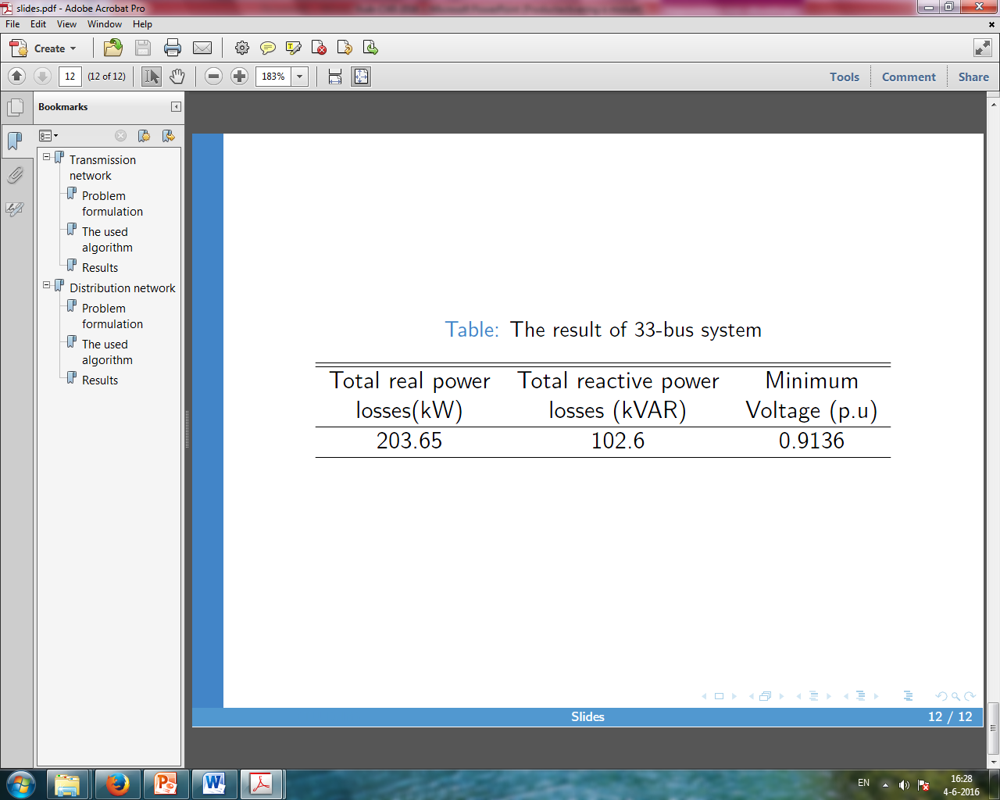 slides.pdf - Adobe Acrobat Pro
File Edit View Window Help
Create
12 (12 of 12) 183% Tools Comment Share
Bookmarks
Transmission
network
Problem
formulation
The used
algorithm
Results
Distribution network
Problem
formulation
The used
algorithm
Results
Table: The result of 33-bus system
Total real power Total reactive power Minimum
losses(kW) losses (kVAR) Voltage (p.u)
203.65 102.6 0.9136
Slides 12 / 12
EN 16:28
4-6-2016